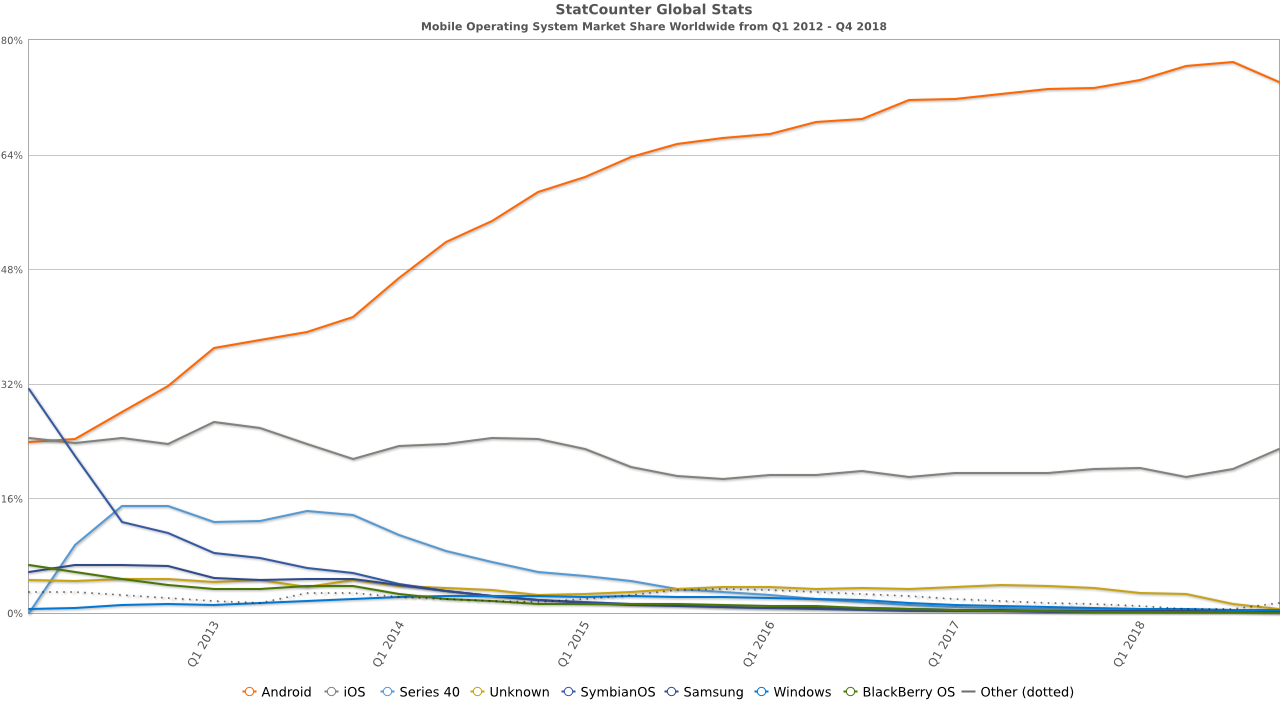 StatCounter Global Stats
Mobile Operating System Market Share Worldwide from Q1 2012 - Q4 2018
80%
64%
48%
32%
16%
0%
Q1 2013 Q1 2014 Q1 2015 Q1 2016 Q1 2017 Q1 2018
Android iOS Series 40 Unknown SymbianOS Samsung Windows BlackBerry OS Other (dotted)